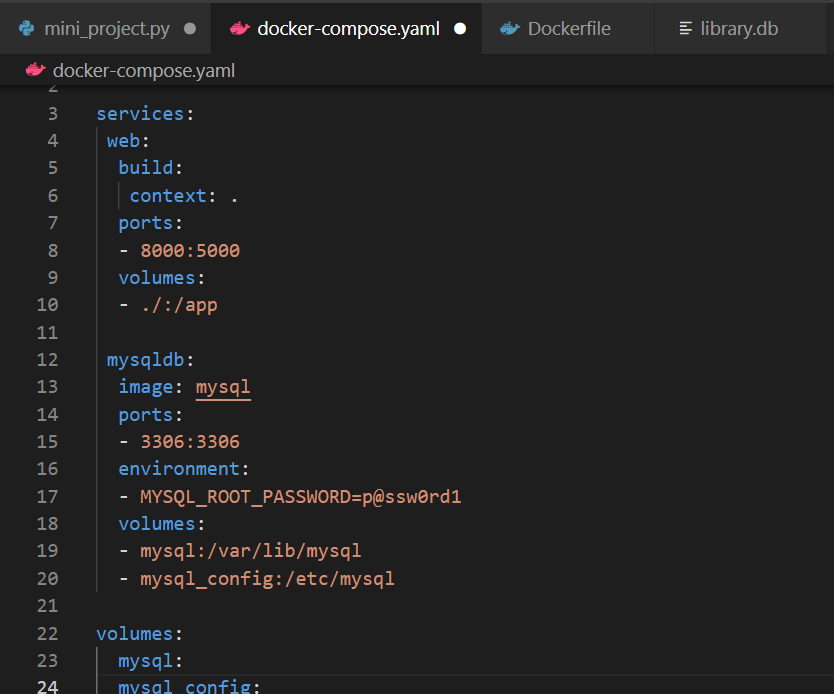 mini_project.py docker-compose.yaml Dockerfile library.db
docker-compose.yaml
2
3 services:
4 web:
5 build:
6 context: .
7 ports:
8 - 8000:5000
9 volumes:
10 - ./:/app
11
12 mysqldb:
13 image: mysql
14 ports:
15 - 3306:3306
16 environment:
17 - MYSQL_ROOT_PASSWORD=p@ssw0rd1
18 volumes:
19 - mysql:/var/lib/mysql
20 - mysql_config:/etc/mysql
21
22 volumes:
23 mysql:
24 mysql_config: